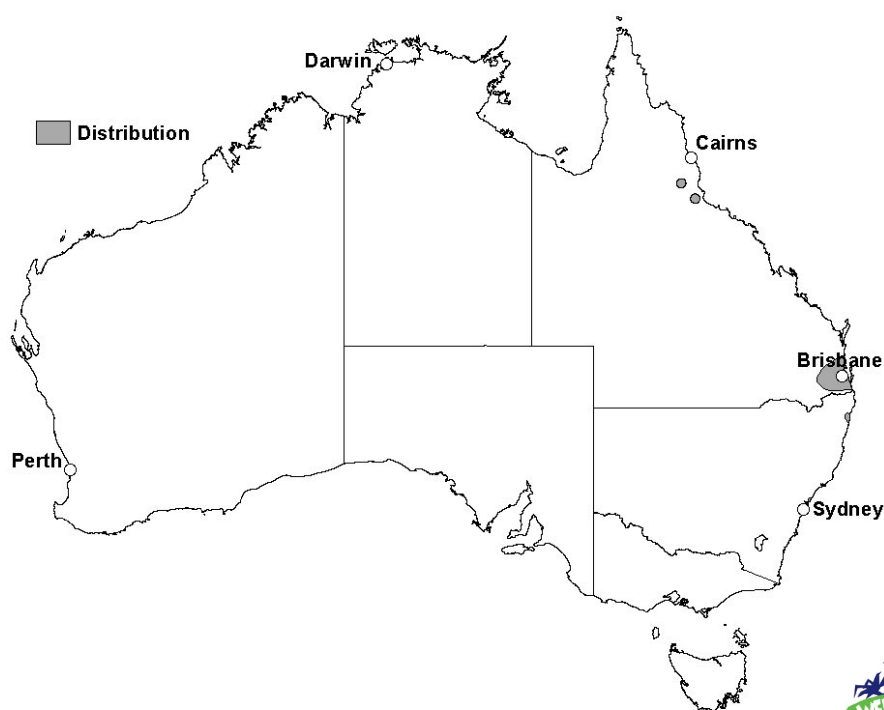 Darwin
Distribution
Cairns
Brisbane
Perth
Sydney